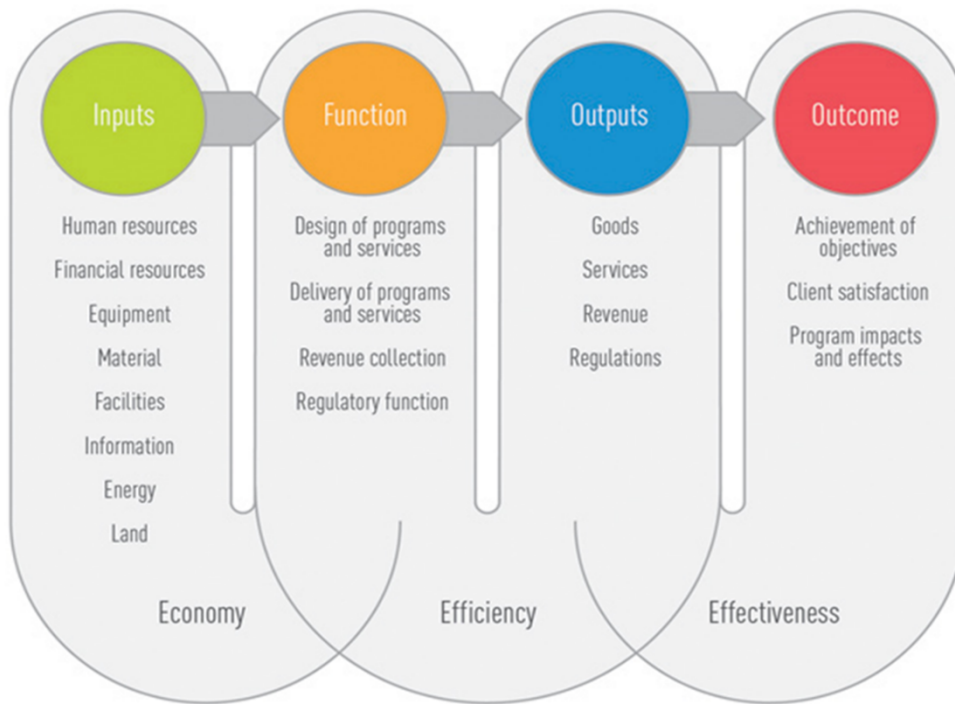 Inputs
Function
Outputs
Outcome
Human resources
Financial resources
Equipment
Material
Facilities
Information
Energy
Land
Design of programs
and services
Delivery of programs
and services
Revenue collection
Regulatory function
Goods
Services
Revenue
Regulations
Achievement of
objectives
Client satisfaction
Program impacts
and effects
Economy
Efficiency
Effectiveness